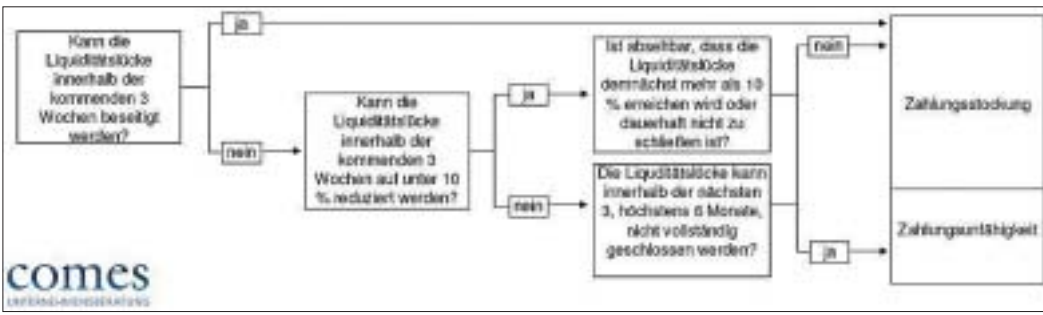 ja
Kann die
Liquiditätslücke
innerhalb der
kommenden 3
Wochen beseitigt
werden?
nein
Kann die
Liquiditätslücke
innerhalb der
kommenden 3
Wochen auf unter 10
% reduziert werden?
ja
nein
Ist absehbar, dass die
Liquiditätslücke
demnächst mehr als 10
% erreichen wird oder
dauerhaft nicht zu
schließen ist?
Die Liquditätslücke kann
innerhalb der nächsten
3, höchstens 6 Monate,
nicht vollständig
geschlossen werden?
nein
ja
Zahlungsstockung
Zahlungsunfähigkeit
comes
UNTERNEHMENSBERATUNG